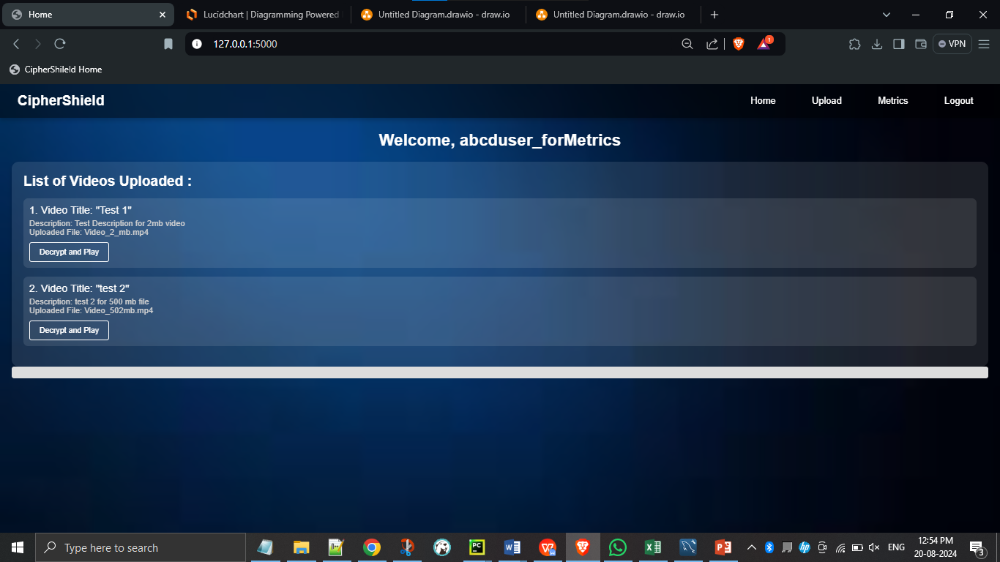 Home
Lucidchart | Diagramming Powered
Untitled Diagram.drawio - draw.io
Untitled Diagram.drawio - draw.io
127.0.0.1:5000
1
VPN
CipherShileld Home
CipherShield
Home
Upload
Metrics
Logout
Welcome, abcduser_forMetrics
List of Videos Uploaded :
1. Video Title: "Test 1"
Description: Test Description for 2mb video
Uploaded File: Video_2_mb.mp4
Decrypt and Play
2. Video Title: "test 2"
Description: test 2 for 500 mb file
Uploaded File: Video_502mb.mp4
Decrypt and Play
Type here to search
PC
ENG
12:54 PM
20-08-2024
3